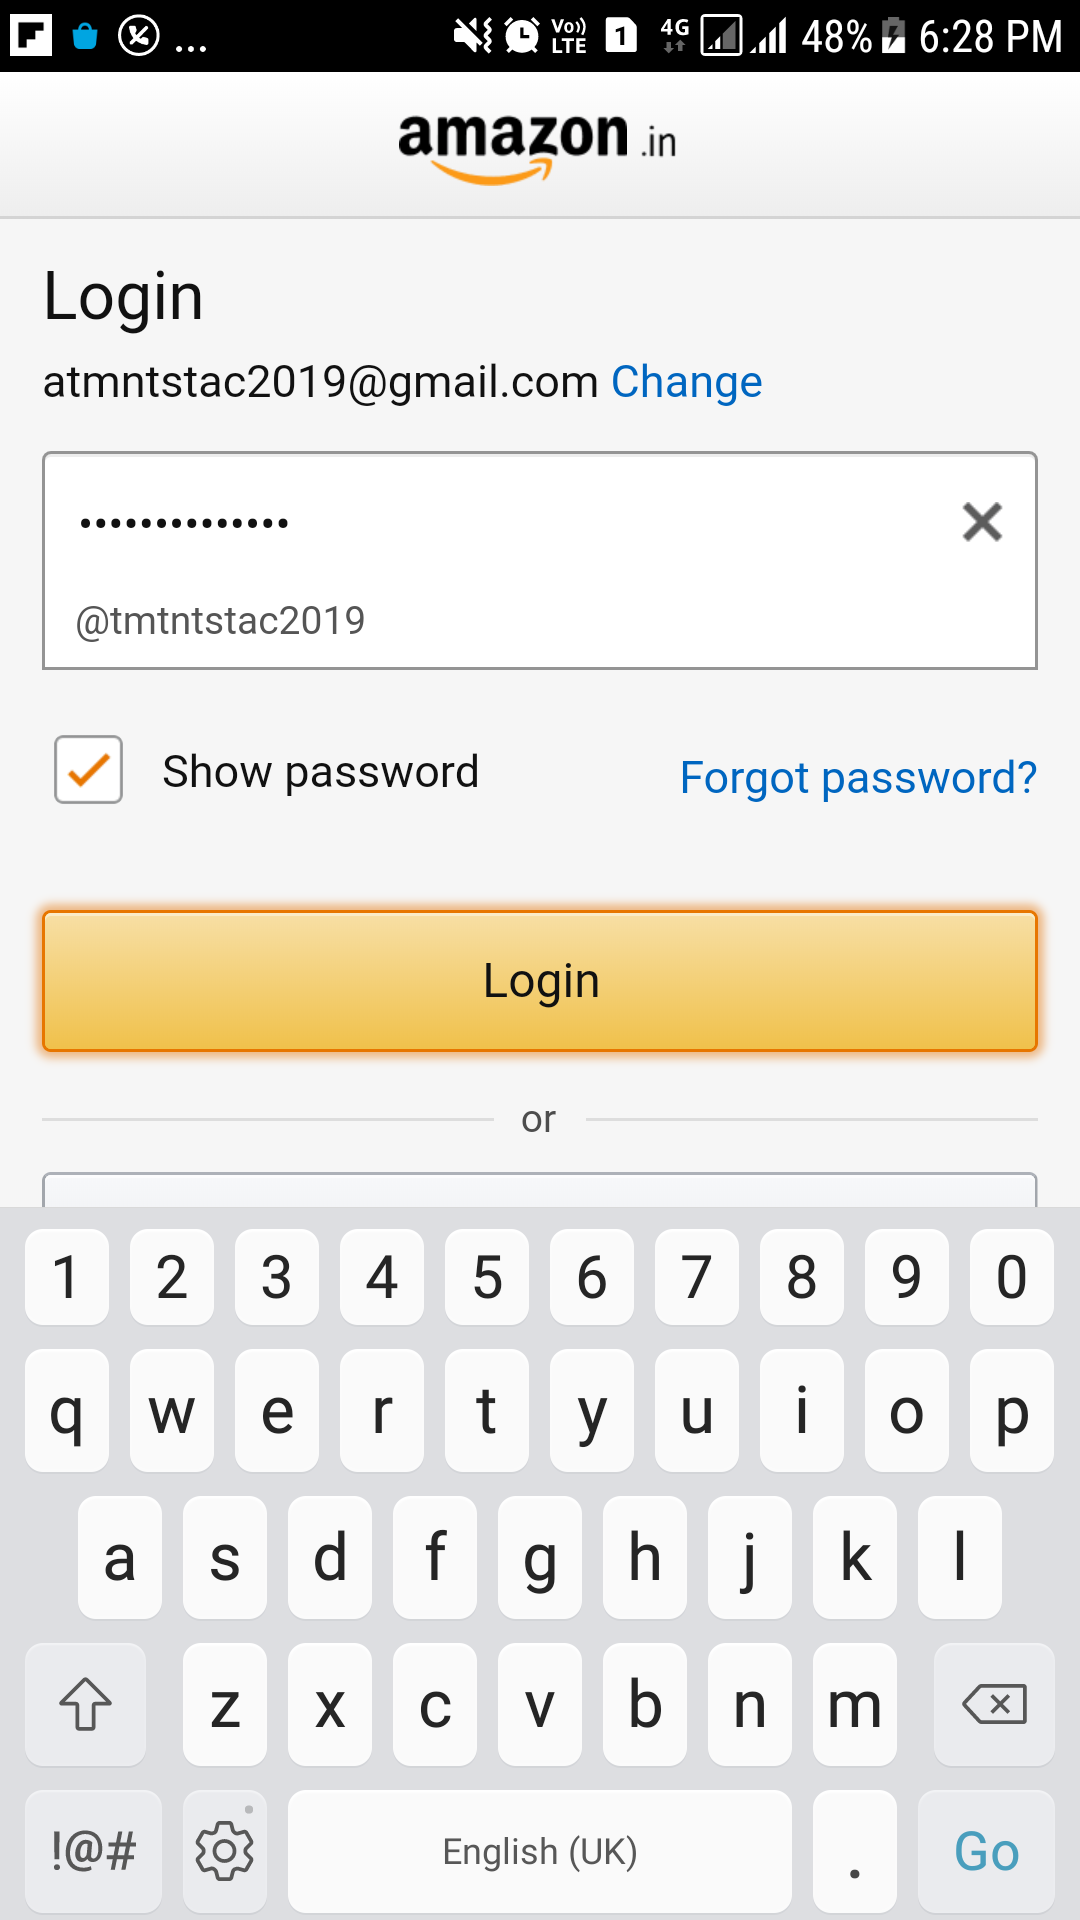 ... Vo)) LTE 1 4G 48% 6:28 PM
amazon.in
Login
atmntstac2019@gmail.com Change
••••••••••••••
@tmtntstac2019
Show password Forgot password?
Login
or
1 2 3 4 5 6 7 8 9 0
q w e r t y u i o p
a s d f g h j k l
z x c v b n m
!@# English (UK) . Go